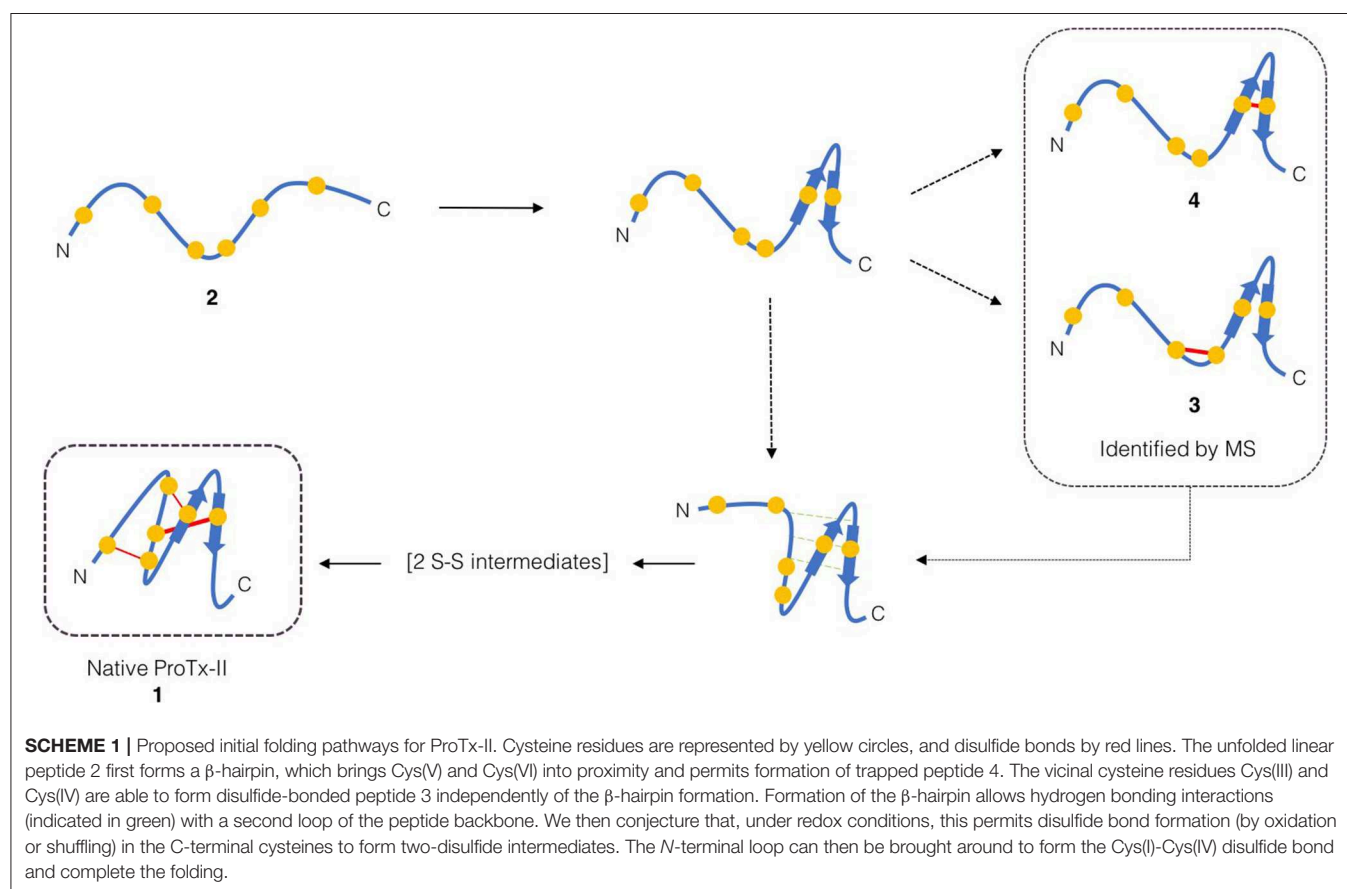 N
C
2
N
C
N
C
4
N
C
3
Identified by MS
N
C
[2 S-S intermediates]
N
C
Native ProTx-II
1
SCHEME 1 | Proposed initial folding pathways for ProTx-II. Cysteine residues are represented by yellow circles, and disulfide bonds by red lines. The unfolded linear
peptide 2 first forms a β-hairpin, which brings Cys(V) and Cys(VI) into proximity and permits formation of trapped peptide 4. The vicinal cysteine residues Cys(III) and
Cys(IV) are able to form disulfide-bonded peptide 3 independently of the β-hairpin formation. Formation of the β-hairpin allows hydrogen bonding interactions
(indicated in green) with a second loop of the peptide backbone. We then conjecture that, under redox conditions, this permits disulfide bond formation (by oxidation
or shuffling) in the C-terminal cysteines to form two-disulfide intermediates. The N-terminal loop can then be brought around to form the Cys(I)-Cys(IV) disulfide bond
and complete the folding.